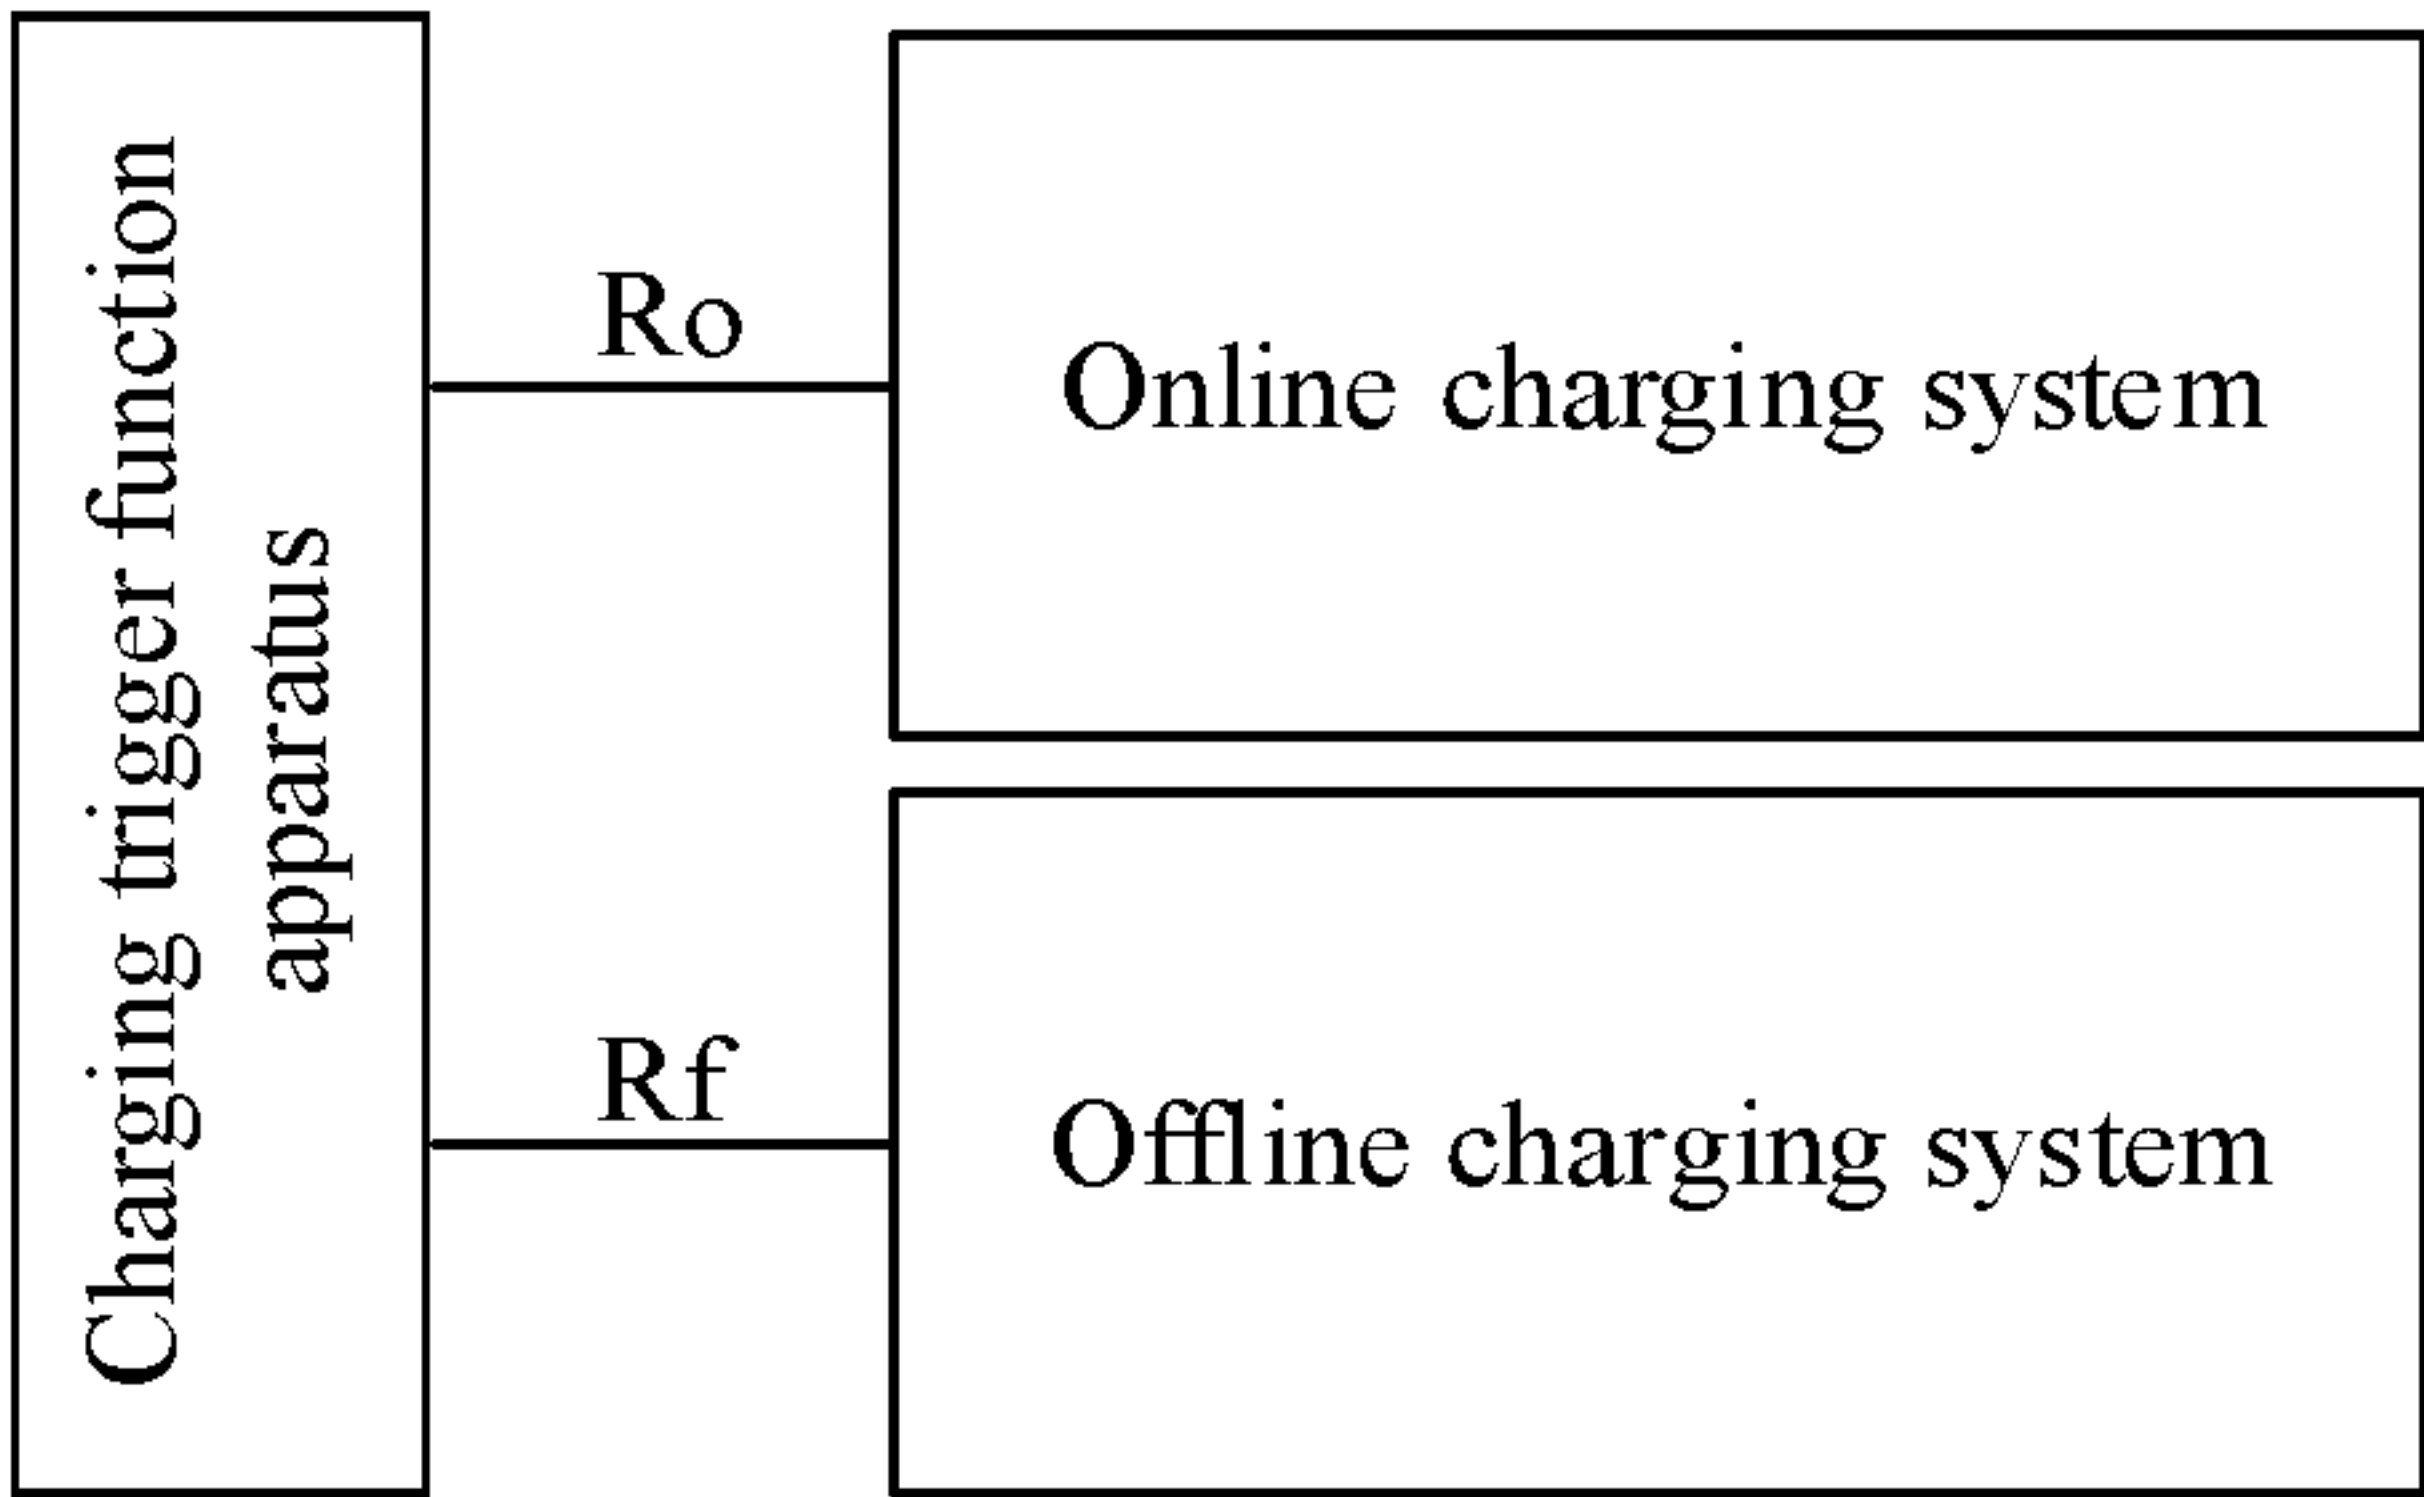 Charging trigger function
apparatus
Ro
Online charging system
Rf
Offline charging system